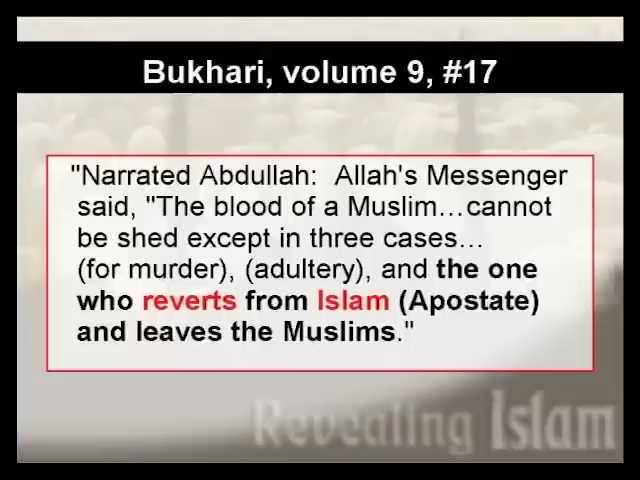 Bukhari, volume 9, #17
"Narrated Abdullah:  Allah's Messenger
said, "The blood of a Muslim…cannot
be shed except in three cases…
(for murder), (adultery), and the one
who reverts from Islam (Apostate)
and leaves the Muslims."
Revealing Islam